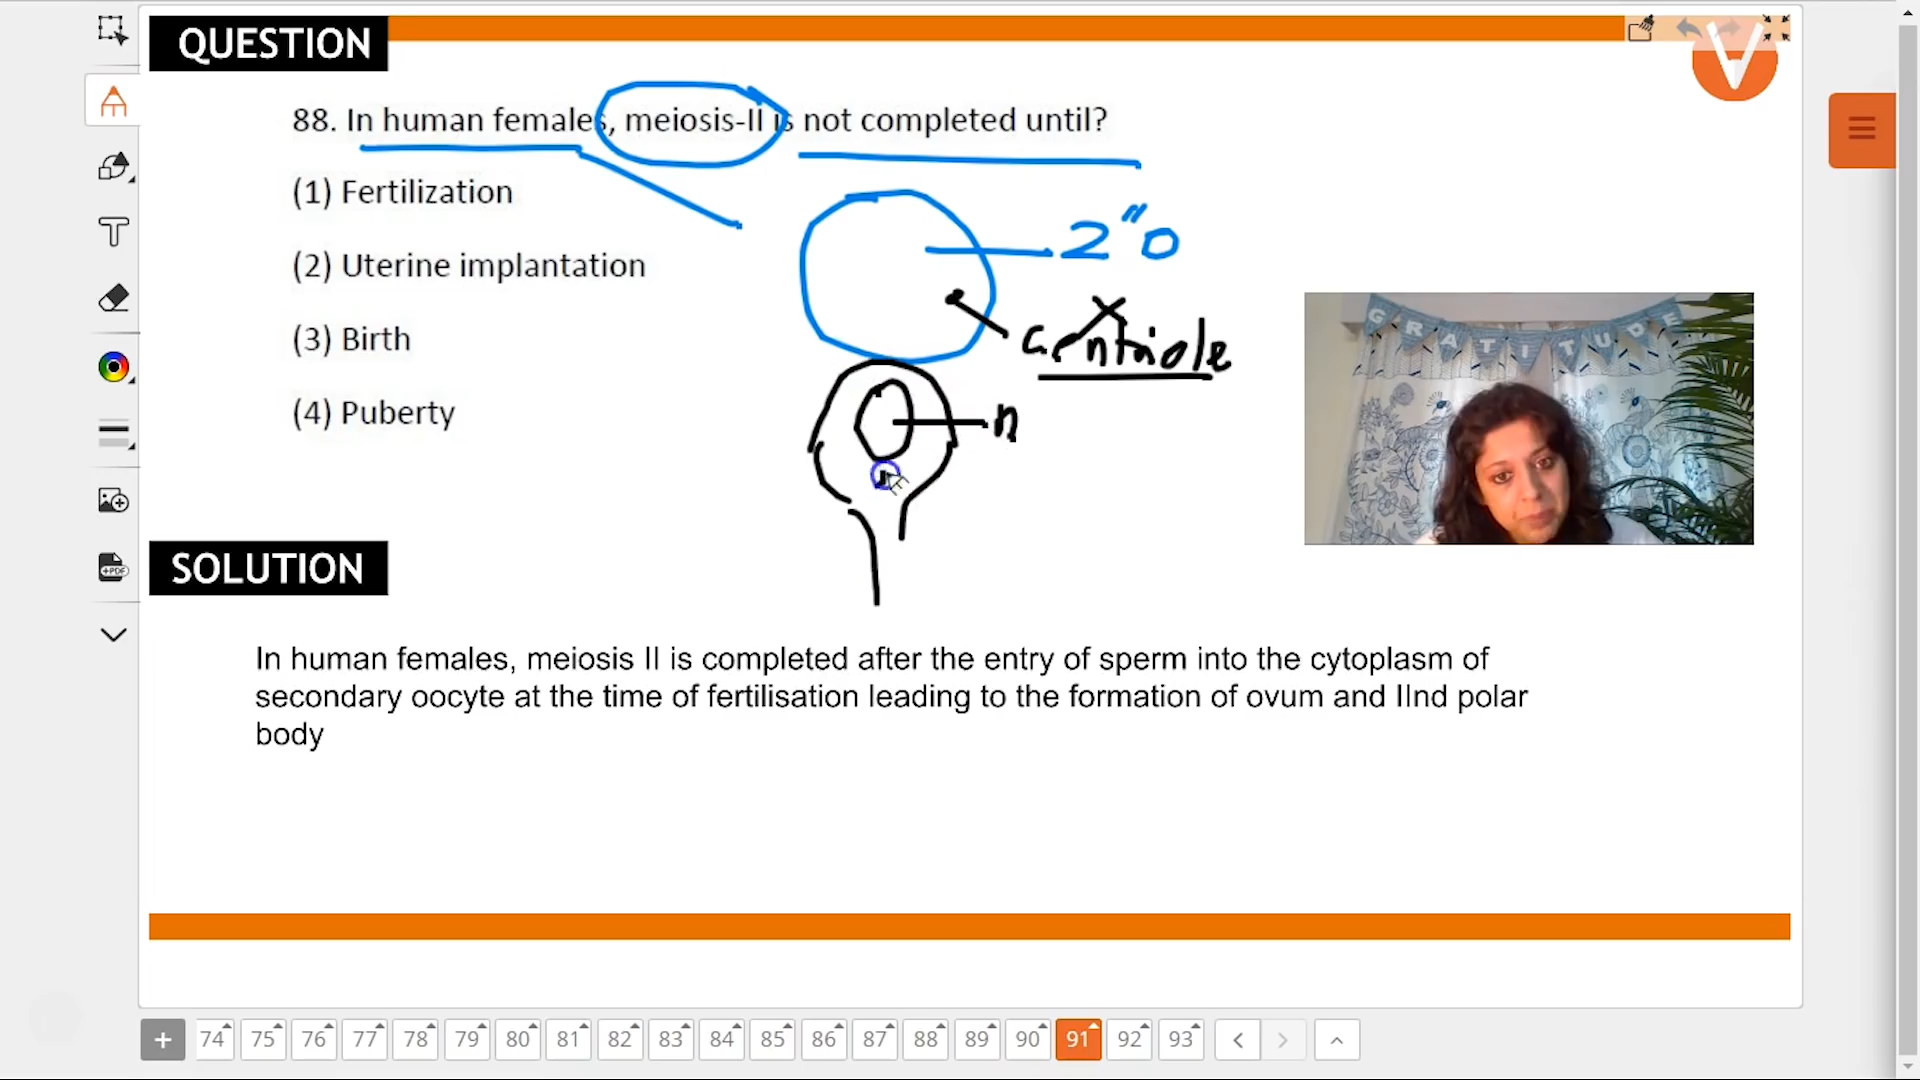 QUESTION
88. In human females, meiosis-II is not completed until?
(1) Fertilization
(2) Uterine implantation
(3) Birth
(4) Puberty
2"O
centriole
n
GRATITUDE
SOLUTION
In human females, meiosis II is completed after the entry of sperm into the cytoplasm of
secondary oocyte at the time of fertilisation leading to the formation of ovum and IInd polar
body
+PDF
74 75 76 77 78 79 80 81 82 83 84 85 86 87 88 89 90 91 92 93